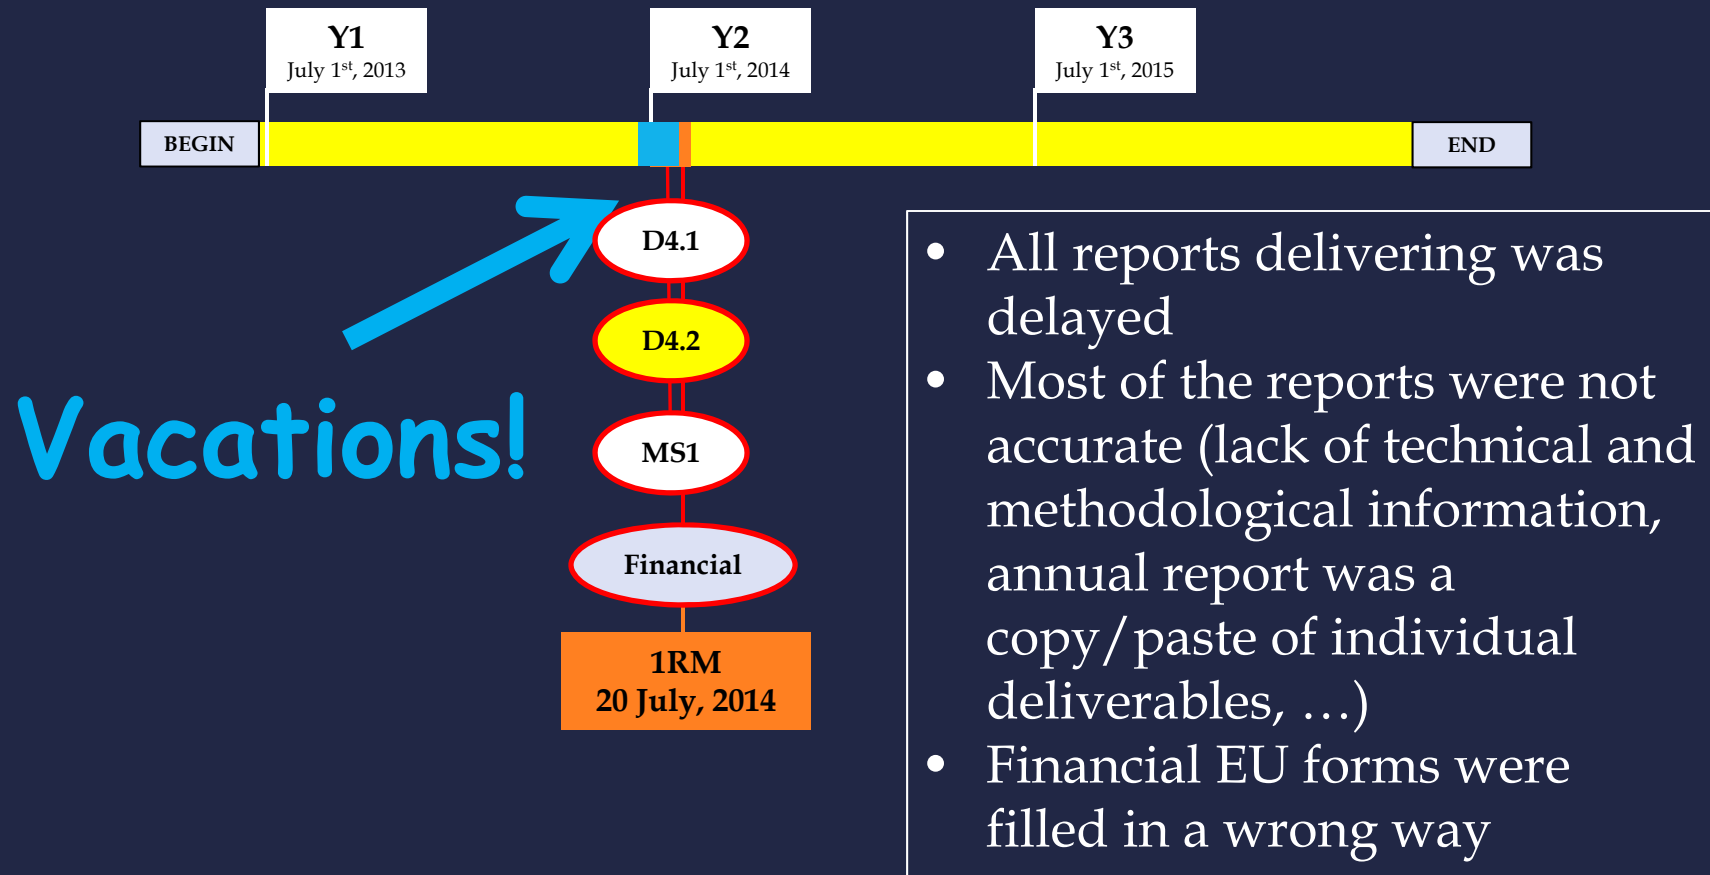 Y1
July 1st, 2013
Y2
July 1st, 2014
Y3
July 1st, 2015
BEGIN
END
D4.1
D4.2
MS1
Financial
1RM
20 July, 2014
Vacations!
• All reports delivering was
delayed
• Most of the reports were not
accurate (lack of technical and
methodological information,
annual report was a
copy/paste of individual
deliverables, …)
• Financial EU forms were
filled in a wrong way